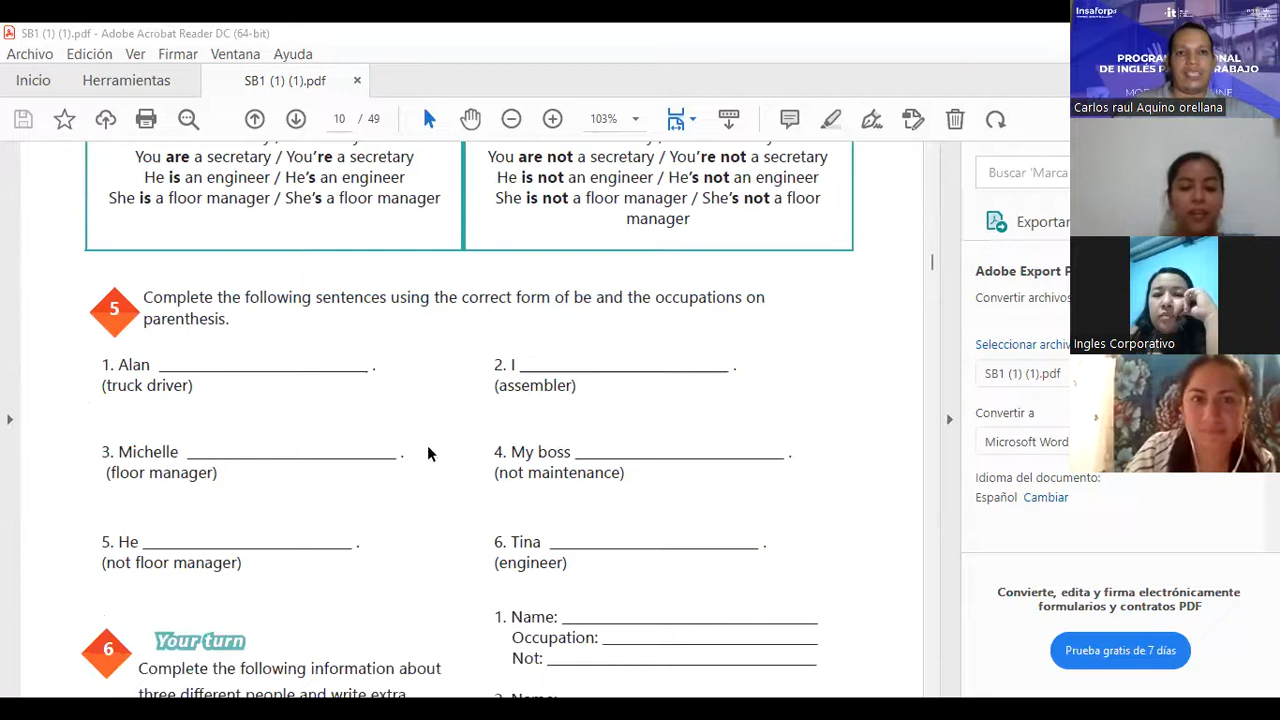 SB1 (1) (1).pdf - Adobe Acrobat Reader DC (64-bit)
Archivo Edición Ver Firmar Ventana Ayuda
Inicio Herramientas SB1 (1) (1).pdf ×
10 / 49 103%
You are a secretary / You're a secretary
He is an engineer / He's an engineer
She is a floor manager / She's a floor manager
You are not a secretary / You're not a secretary
He is not an engineer / He's not an engineer
She is not a floor manager / She's not a floor
manager
5 Complete the following sentences using the correct form of be and the occupations on
parenthesis.
1. Alan ______________________ .
(truck driver)
2. I ______________________ .
(assembler)
3. Michelle ______________________ .
(floor manager)
4. My boss ______________________ .
(not maintenance)
5. He ______________________ .
(not floor manager)
6. Tina ______________________ .
(engineer)
6 Your turn
Complete the following information about
three different people and write extra
1. Name: ______________________
Occupation: ______________________
Not: ______________________
Buscar 'Marca
Exportar
Adobe Export P
Convertir archivos
Seleccionar archiv
SB1 (1) (1).pdf
Convertir a
Microsoft Word
Idioma del documento:
Español Cambiar
Convierte, edita y firma electrónicamente
formularios y contratos PDF
Prueba gratis de 7 días
Insaforp
Carlos raul Aquino orellana
Ingles Corporativo